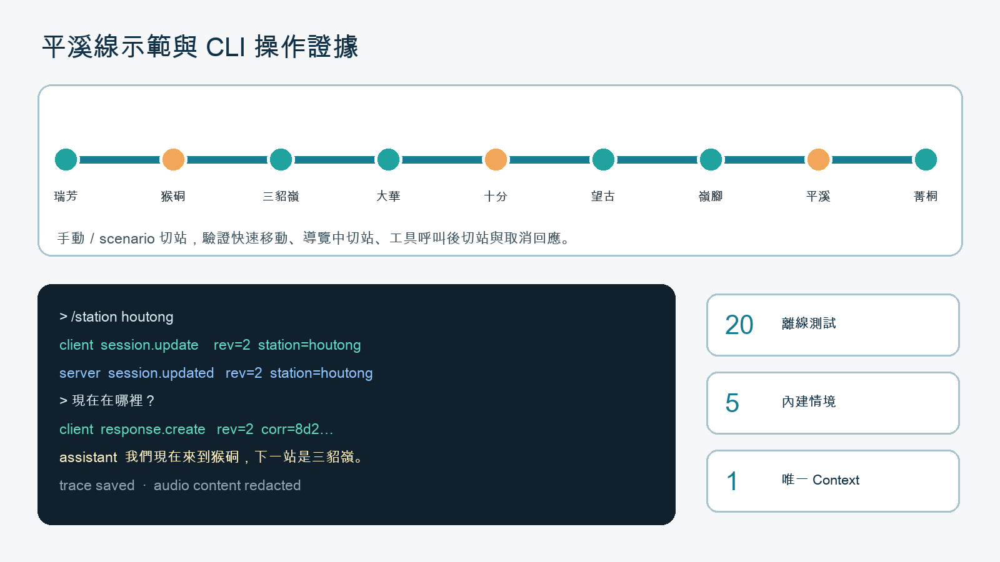 平溪線示範與 CLI 操作證據
瑞芳 猴硐 三貂嶺 大華 十分 望古 嶺腳 平溪 菁桐
手動 / scenario 切站，驗證快速移動、導覽中切站、工具呼叫後切站與取消回應。
> /station houtong
client session.update rev=2 station=houtong
server session.updated rev=2 station=houtong
> 現在在哪裡？
client response.create rev=2 corr=8d2…
assistant 我們現在來到猴硐，下一站是三貂嶺。
trace saved · audio content redacted
20 離線測試
5 內建情境
1 唯一 Context